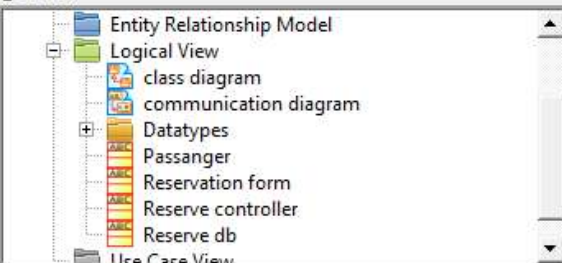 Entity Relationship Model
Logical View
class diagram
communication diagram
Datatypes
Passanger
Reservation form
Reserve controller
Reserve db
Use Case View